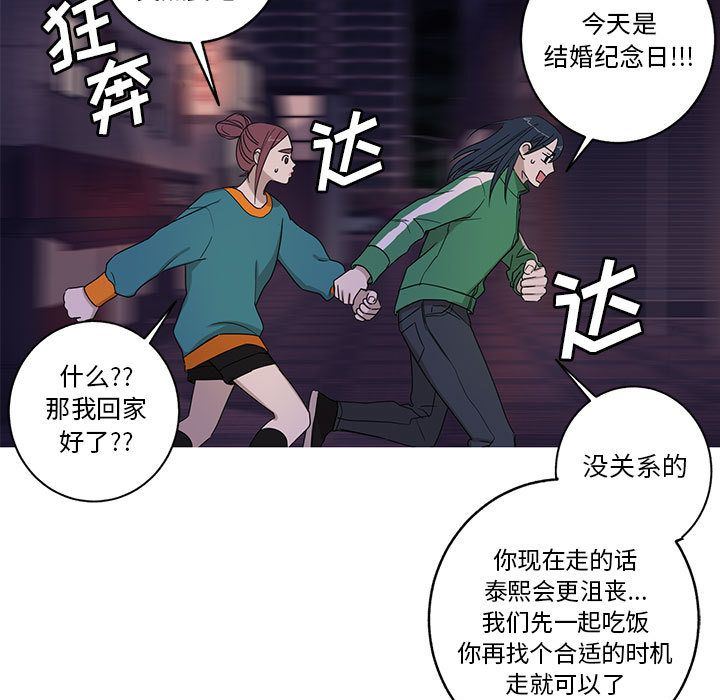 狂奔
今天是
结婚纪念日!!!
达
达
什么??
那我回家
好了??
没关系的
你现在走的话
泰熙会更沮丧...
我们先一起吃饭
你再找个合适的时机
走就可以了